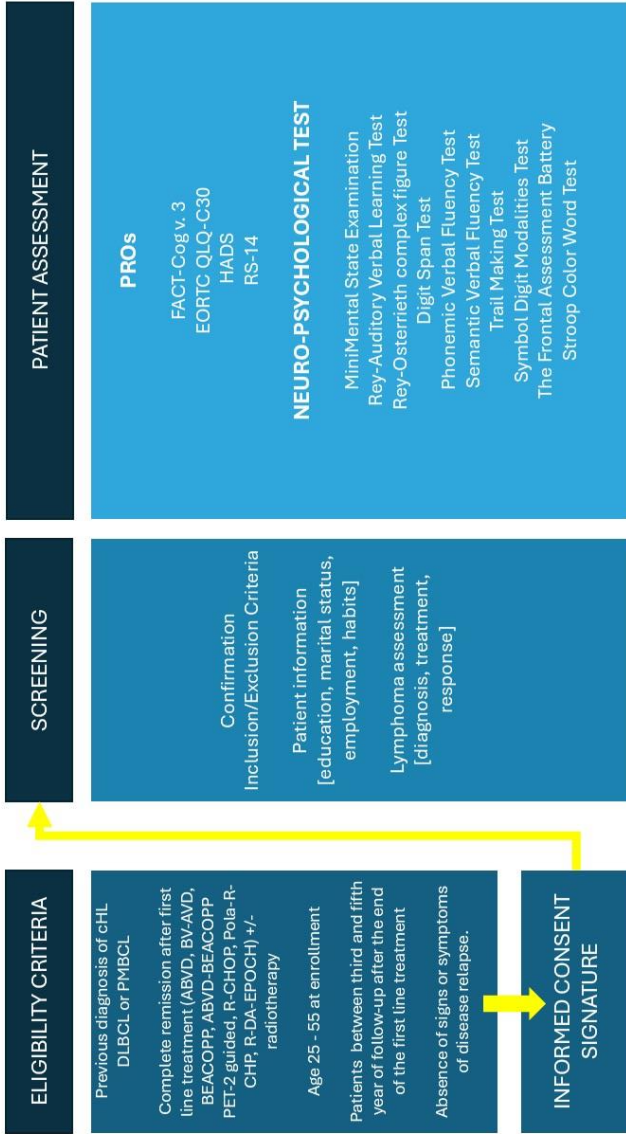 ELIGIBILITY CRITERIA
Previous diagnosis of cHL
DLBCL or PMBCL
Complete remission after first
line treatment (ABVD, BV-AVD,
BEACOPP, ABVD-BEACOPP
PET-2 guided, R-CHOP, Pola-R-
CHP, R-DA-EPOCH) +/-
radiotherapy
Age 25 - 55 at enrollment
Patients between third and fifth
year of follow-up after the end
of the first line treatment
Absence of signs or symptoms
of disease relapse.
INFORMED CONSENT
SIGNATURE
SCREENING
Confirmation
Inclusion/Exclusion Criteria
Patient information
[education, marital status,
employment, habits]
Lymphoma assessment
[diagnosis, treatment,
response]
PATIENT ASSESSMENT
PROs
FACT-Cog v. 3
EORTC QLQ-C30
HADS
RS-14
NEURO-PSYCHOLOGICAL TEST
MiniMental State Examination
Rey-Auditory Verbal Learning Test
Rey-Osterrieth complex figure Test
Digit Span Test
Phonemic Verbal Fluency Test
Semantic Verbal Fluency Test
Trail Making Test
Symbol Digit Modalities Test
The Frontal Assessment Battery
Stroop Color Word Test